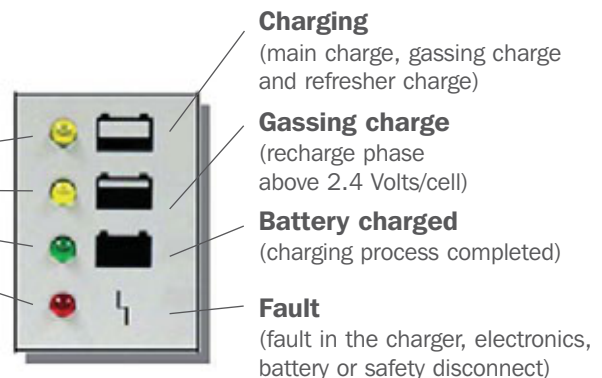 Charging
(main charge, gassing charge
and refresher charge)
Gassing charge
(recharge phase
above 2.4 Volts/cell)
Battery charged
(charging process completed)
Fault
(fault in the charger, electronics,
battery or safety disconnect)